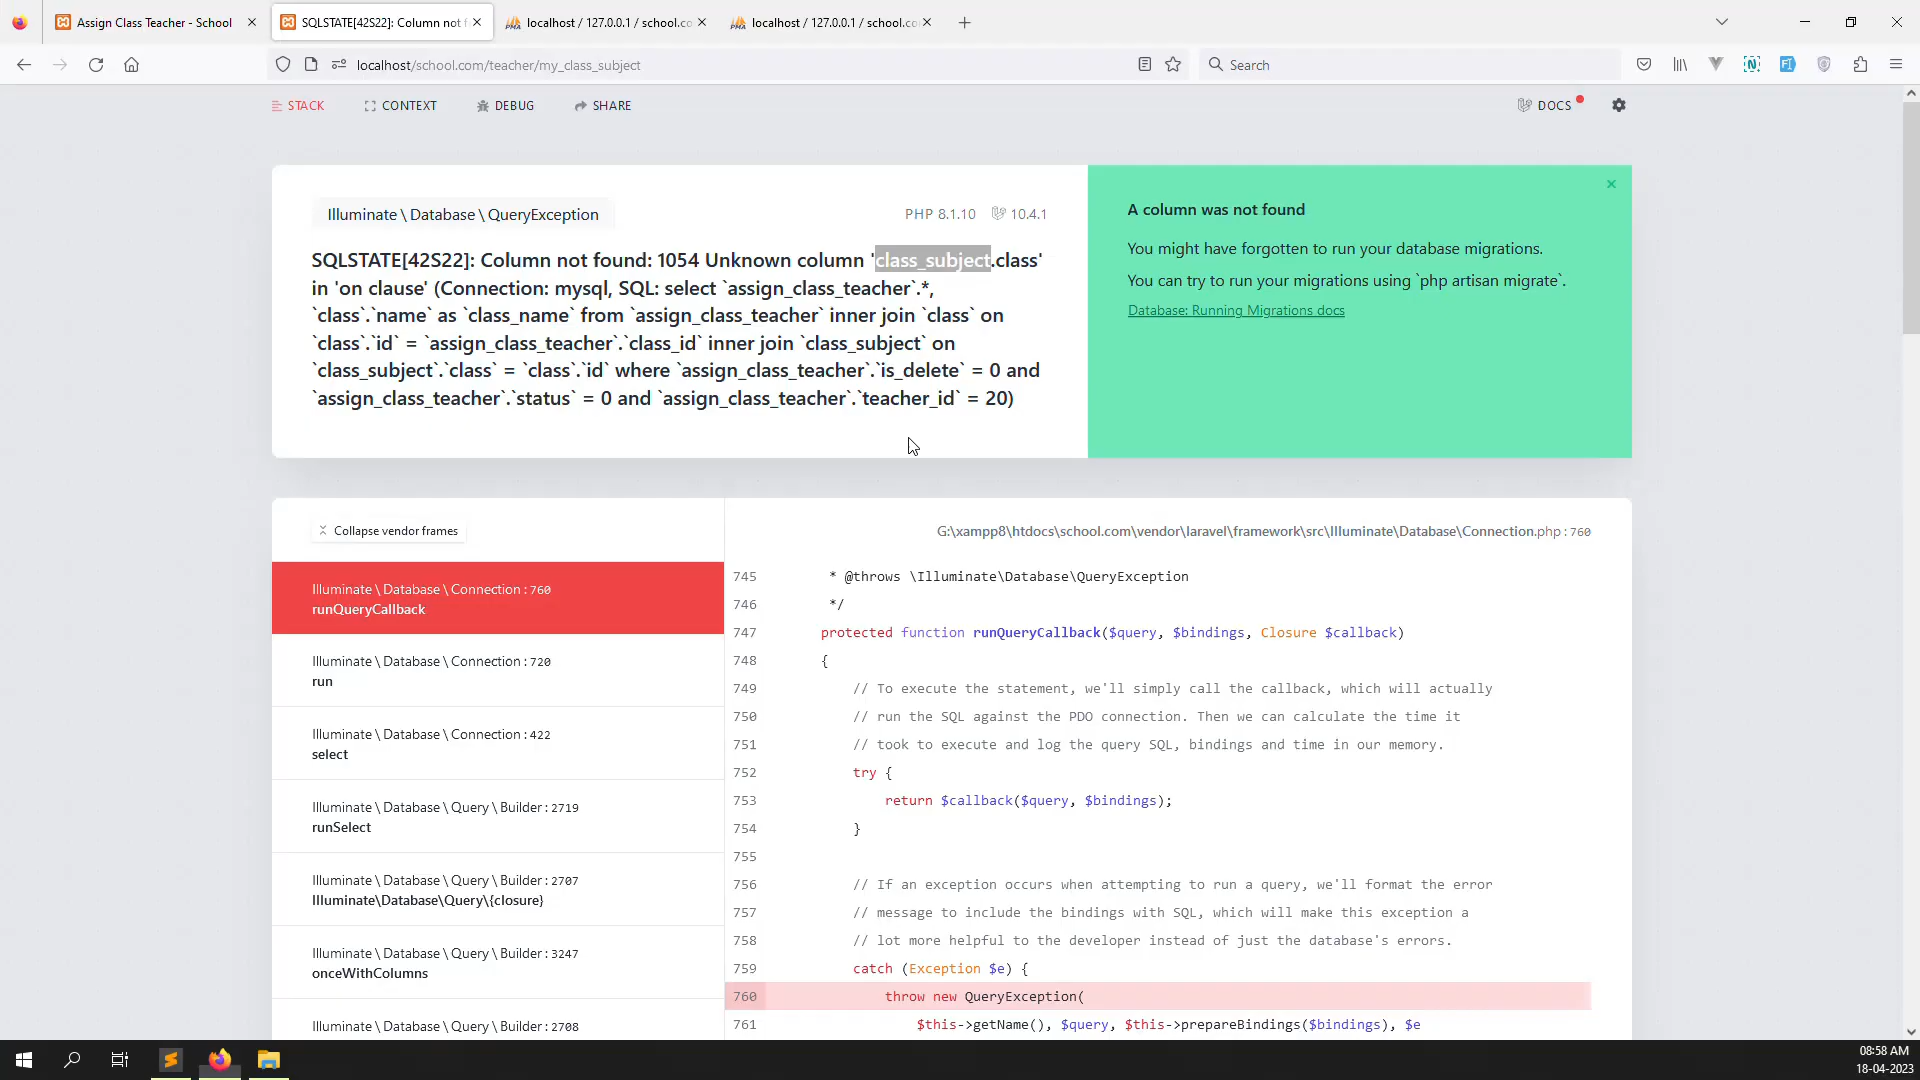 Assign Class Teacher - School
SQLSTATE[42S22]: Column not f
localhost / 127.0.0.1 / school.co
localhost / 127.0.0.1 / school.co
localhost/school.com/teacher/my_class_subject
Search
STACK
CONTEXT
DEBUG
SHARE
DOCS
Illuminate \ Database \ QueryException
PHP 8.1.10
10.4.1
SQLSTATE[42S22]: Column not found: 1054 Unknown column 'class_subject.class'
in 'on clause' (Connection: mysql, SQL: select `assign_class_teacher`.*,
`class`.`name` as `class_name` from `assign_class_teacher` inner join `class` on
`class`.`id` = `assign_class_teacher`.`class_id` inner join `class_subject` on
`class_subject`.`class` = `class`.`id` where `assign_class_teacher`.`is_delete` = 0 and
`assign_class_teacher`.`status` = 0 and `assign_class_teacher`.`teacher_id` = 20)
A column was not found
You might have forgotten to run your database migrations.
You can try to run your migrations using `php artisan migrate`.
Database: Running Migrations docs
Collapse vendor frames
Illuminate \ Database \ Connection : 760
runQueryCallback
Illuminate \ Database \ Connection : 720
run
Illuminate \ Database \ Connection : 422
select
Illuminate \ Database \ Query \ Builder : 2719
runSelect
Illuminate \ Database \ Query \ Builder : 2707
Illuminate\Database\Query\{closure}
Illuminate \ Database \ Query \ Builder : 3247
onceWithColumns
Illuminate \ Database \ Query \ Builder : 2708
G:\xampp8\htdocs\school.com\vendor\laravel\framework\src\Illuminate\Database\Connection.php : 760
745 * @throws \Illuminate\Database\QueryException
746 */
747 protected function runQueryCallback($query, $bindings, Closure $callback)
748 {
749 // To execute the statement, we'll simply call the callback, which will actually
750 // run the SQL against the PDO connection. Then we can calculate the time it
751 // took to execute and log the query SQL, bindings and time in our memory.
752 try {
753 return $callback($query, $bindings);
754 }
755
756 // If an exception occurs when attempting to run a query, we'll format the error
757 // message to include the bindings with SQL, which will make this exception a
758 // lot more helpful to the developer instead of just the database's errors.
759 catch (Exception $e) {
760 throw new QueryException(
761 $this->getName(), $query, $this->prepareBindings($bindings), $e
08:58 AM
18-04-2023